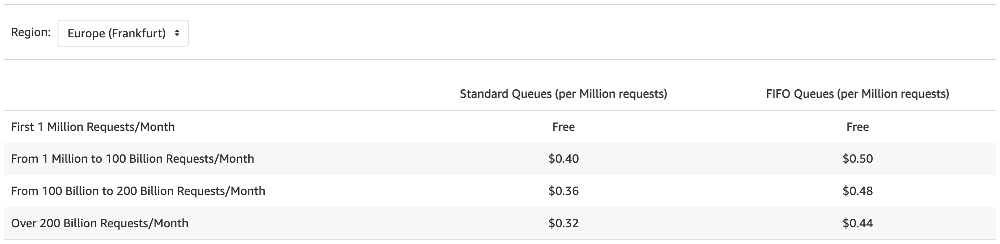 Region: Europe (Frankfurt)
Standard Queues (per Million requests) FIFO Queues (per Million requests)
First 1 Million Requests/Month Free Free
From 1 Million to 100 Billion Requests/Month $0.40 $0.50
From 100 Billion to 200 Billion Requests/Month $0.36 $0.48
Over 200 Billion Requests/Month $0.32 $0.44